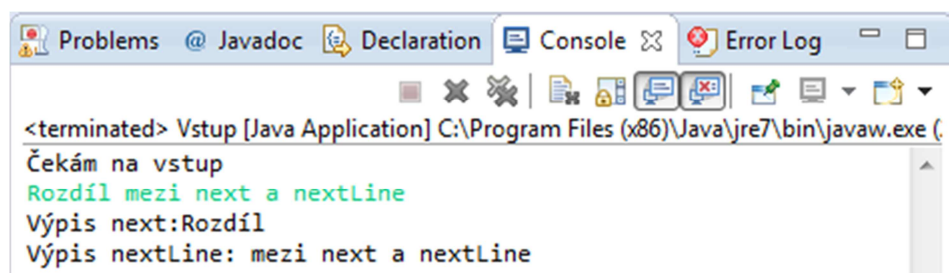 Problems @ Javadoc Declaration Console Error Log
<terminated> Vstup [Java Application] C:\Program Files (x86)\Java\jre7\bin\javaw.exe (
Čekám na vstup
Rozdíl mezi next a nextLine
Výpis next:Rozdíl
Výpis nextLine: mezi next a nextLine